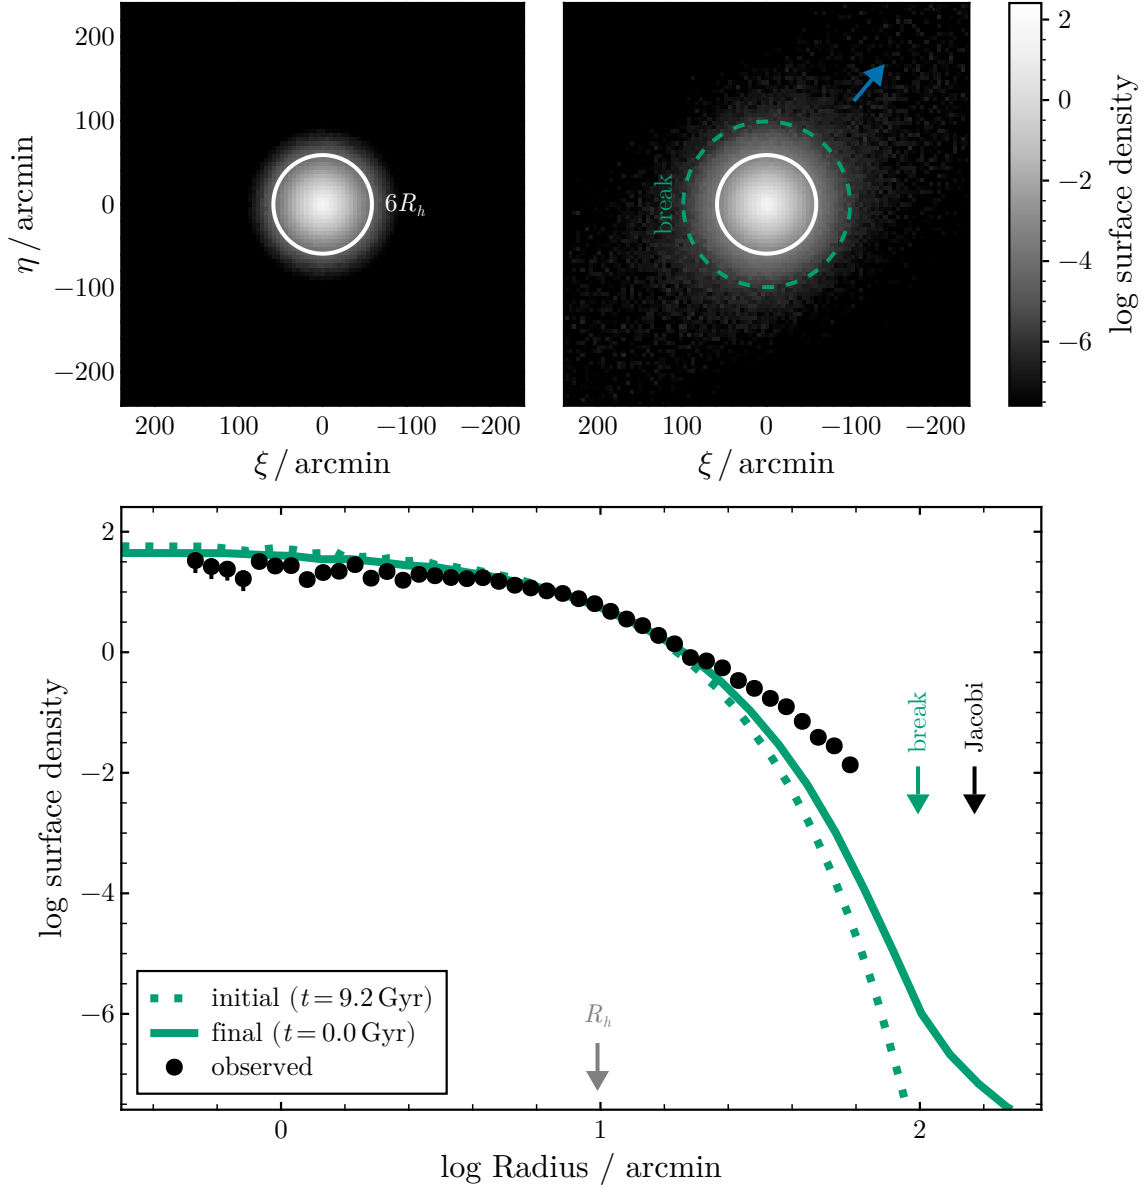 200
100
0
−100
−200
η / arcmin
6R_h
200 100 0 −100 −200
ξ / arcmin
break
200 100 0 −100 −200
ξ / arcmin
2
0
−2
−4
−6
log surface density
2
0
−2
−4
−6
log surface density
break
Jacobi
R_h
initial (t = 9.2 Gyr)
final (t = 0.0 Gyr)
observed
0 1 2
log Radius / arcmin